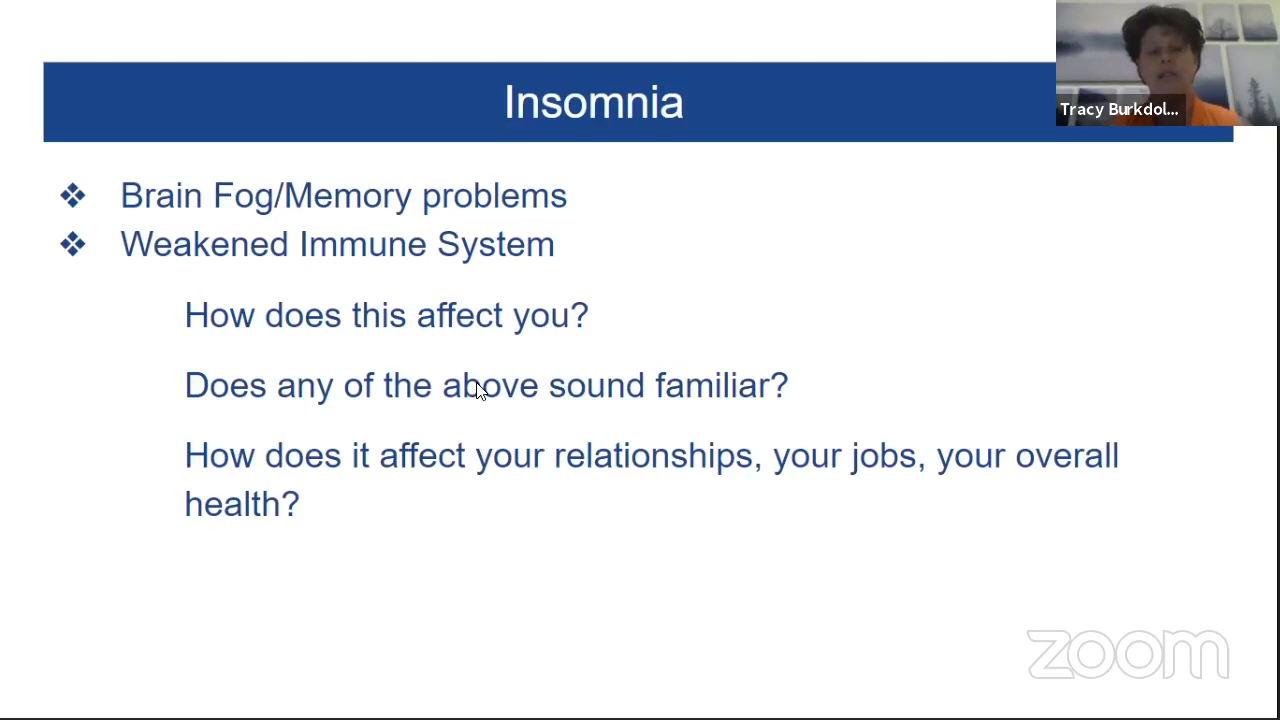 Insomnia
Tracy Burkdol...
❖ Brain Fog/Memory problems
❖ Weakened Immune System
How does this affect you?
Does any of the above sound familiar?
How does it affect your relationships, your jobs, your overall
health?
zoom